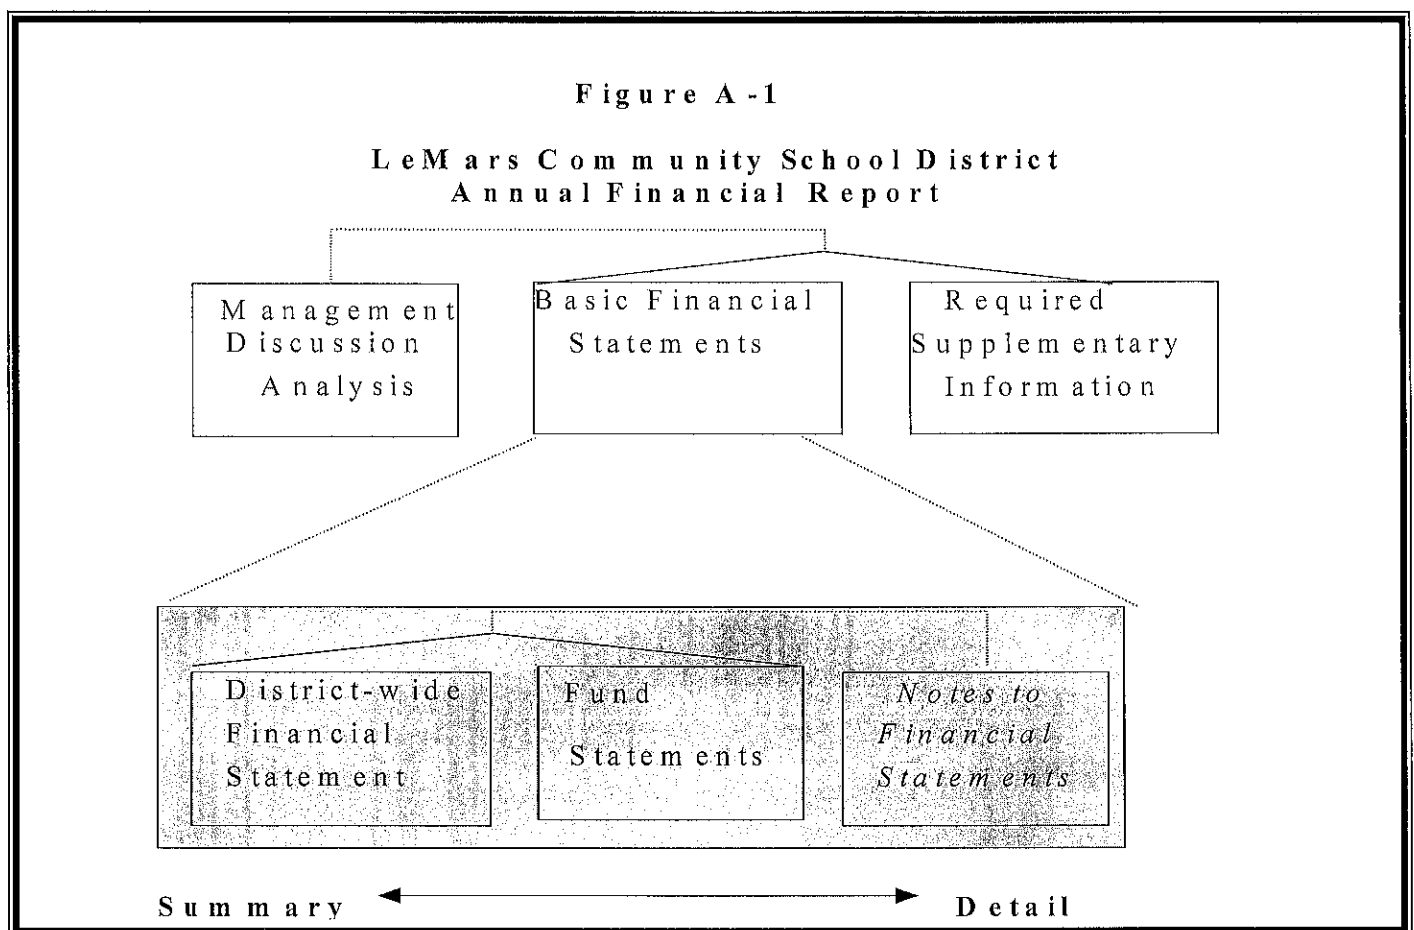 Figure A-1
LeMars Community School District
Annual Financial Report
Management
Discussion
Analysis
Basic Financial
Statements
Required
Supplementary
Information
District-wide
Financial
Statement
Fund
Statements
Notes to
Financial
Statements
Summary
Detail